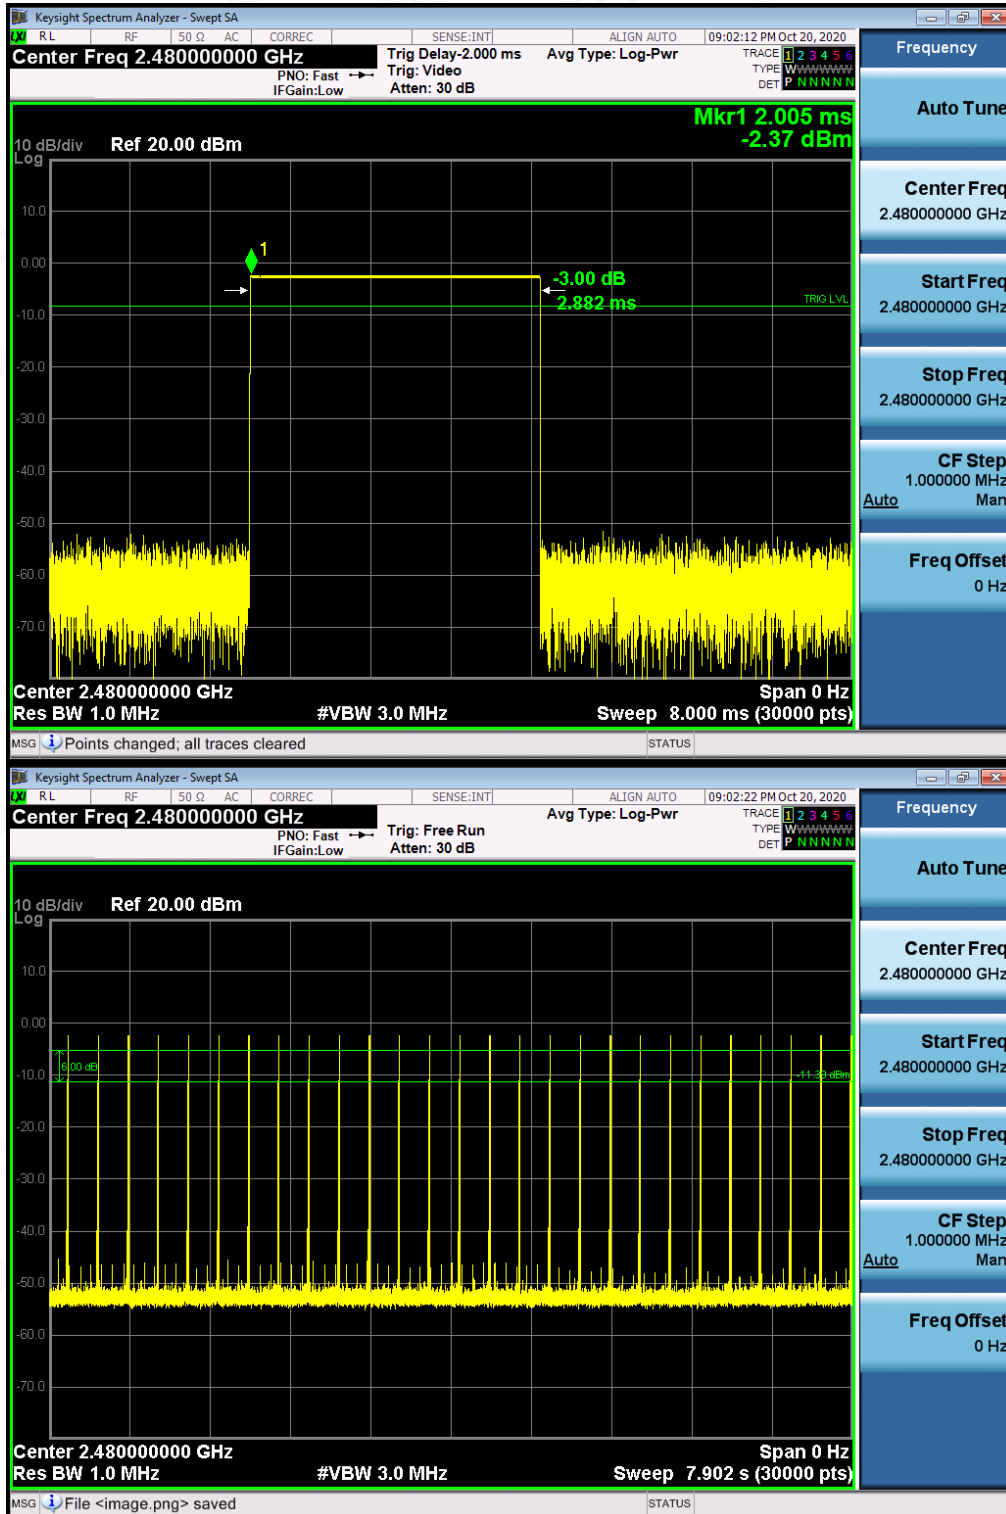 Keysight Spectrum Analyzer - Swept SA
LXI RL RF 50 Ω AC CORREC SENSE:INT ALIGN AUTO 09:02:12 PM Oct 20, 2020
Center Freq 2.480000000 GHz
PNO: Fast
IFGain:Low
Trig Delay-2.000 ms
Trig: Video
Atten: 30 dB
Avg Type: Log-Pwr
TRACE 1 2 3 4 5 6
TYPE WWWWWW
DET P N N N N N
Mkr1 2.005 ms
-2.37 dBm
10 dB/div Ref 20.00 dBm
Log
10.0
0.00
-10.0
-20.0
-30.0
-40.0
-50.0
-60.0
-70.0
1
-3.00 dB
2.882 ms
TRIG LVL
Center 2.480000000 GHz Span 0 Hz
Res BW 1.0 MHz #VBW 3.0 MHz Sweep 8.000 ms (30000 pts)
MSG Points changed; all traces cleared STATUS
Frequency
Auto Tune
Center Freq
2.480000000 GHz
Start Freq
2.480000000 GHz
Stop Freq
2.480000000 GHz
CF Step
1.000000 MHz
Auto Man
Freq Offset
0 Hz
Keysight Spectrum Analyzer - Swept SA
LXI RL RF 50 Ω AC CORREC SENSE:INT ALIGN AUTO 09:02:22 PM Oct 20, 2020
Center Freq 2.480000000 GHz
PNO: Fast
IFGain:Low
Trig: Free Run
Atten: 30 dB
Avg Type: Log-Pwr
TRACE 1 2 3 4 5 6
TYPE WWWWWW
DET P N N N N N
10 dB/div Ref 20.00 dBm
Log
10.0
0.00
-10.0
-20.0
-30.0
-40.0
-50.0
-60.0
-70.0
6.00 dB
-11.30 dBm
Center 2.480000000 GHz Span 0 Hz
Res BW 1.0 MHz #VBW 3.0 MHz Sweep 7.902 s (30000 pts)
MSG File <image.png> saved STATUS
Frequency
Auto Tune
Center Freq
2.480000000 GHz
Start Freq
2.480000000 GHz
Stop Freq
2.480000000 GHz
CF Step
1.000000 MHz
Auto Man
Freq Offset
0 Hz